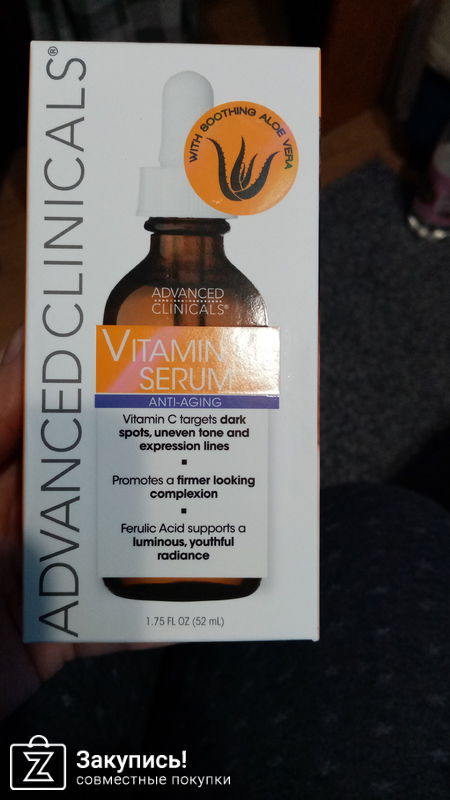 ADVANCED CLINICALS®
WITH SOOTHING ALOE VERA
ADVANCED
CLINICALS®
VITAMIN
SERUM
ANTI-AGING
Vitamin C targets dark
spots, uneven tone and
expression lines
Promotes a firmer looking
complexion
Ferulic Acid supports a
luminous, youthful
radiance
1.75 FL OZ (52 mL)
Закупись!
совместные покупки